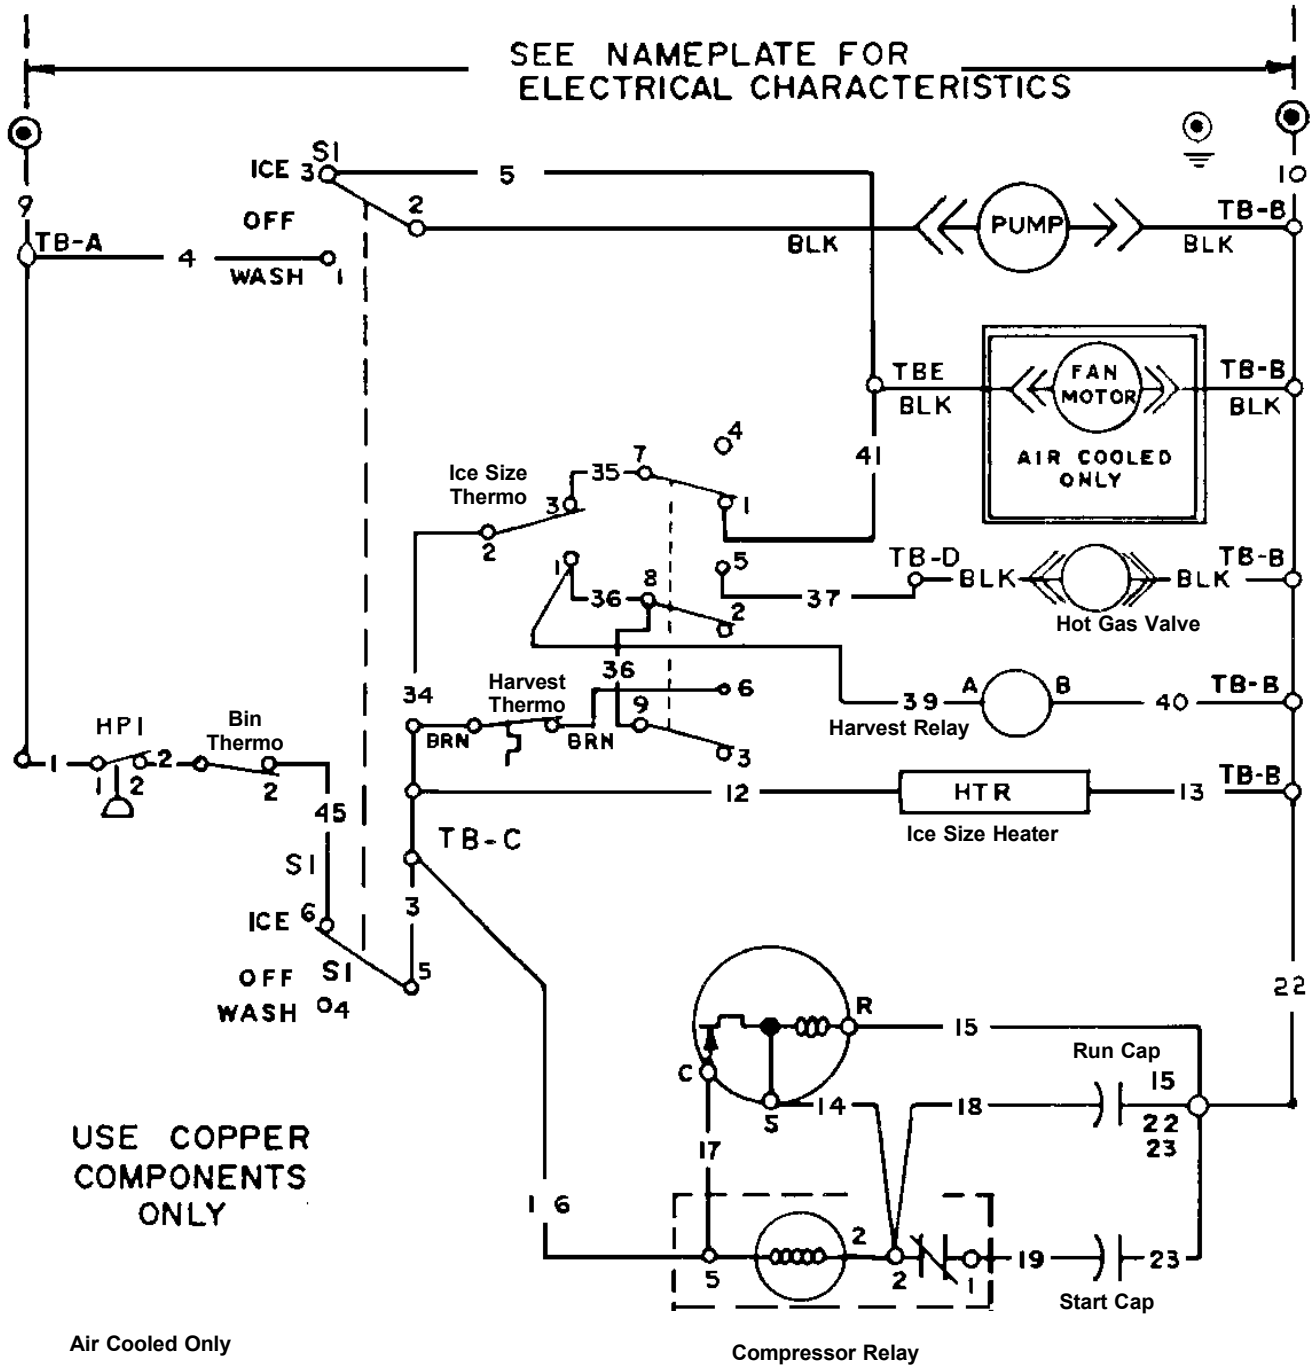 SEE NAMEPLATE FOR
ELECTRICAL CHARACTERISTICS
S1
ICE 3
5
10
9
2
OFF
TB-B
PUMP
TB-A
4
WASH 1
BLK
BLK
TBE
FAN
MOTOR
TB-B
BLK
BLK
4
41
AIR COOLED
ONLY
Ice Size
Thermo
35
7
3
1
2
1
8
5
TB-D
BLK
BLK
TB-B
36
2
37
Hot Gas Valve
36
34
Harvest
Thermo
6
39
A
B
40
TB-B
Harvest Relay
HP1
Bin
Thermo
BRN
BRN
9
3
1
1
2
2
2
12
HTR
13
TB-B
Ice Size Heater
45
TB-C
S1
3
ICE 6
OFF
S1
5
WASH
4
22
R
15
Run Cap
C
15
S
14
18
22
23
17
USE COPPER
COMPONENTS
ONLY
16
2
5
2
1
19
23
Start Cap
Air Cooled Only
Compressor Relay